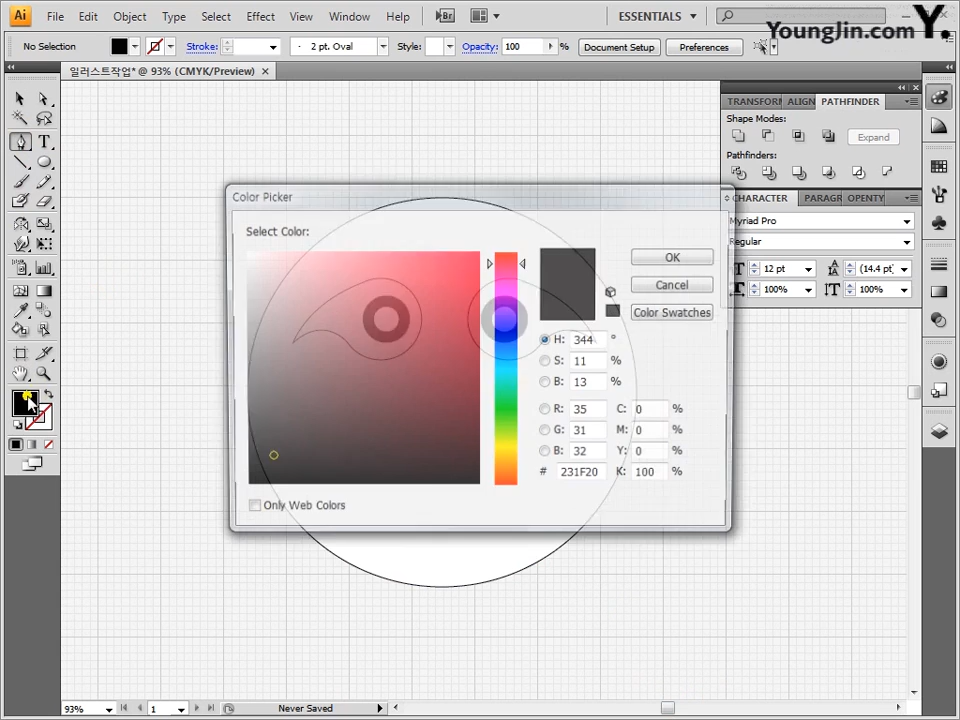 Ai File Edit Object Type Select Effect View Window Help Br ESSENTIALS
YoungJin.com Y.
No Selection Stroke: 2 pt. Oval Style: Opacity: 100 % Document Setup Preferences
일러스트작업* @ 93% (CMYK/Preview) ×
TRANSFORM ALIGN PATHFINDER
Shape Modes:
Expand
Pathfinders:
CHARACTER PARAGR OPENTY
Myriad Pro
Regular
12 pt (14.4 pt)
100% 100%
Color Picker
Select Color:
OK
Cancel
Color Swatches
H: 344 °
S: 11 %
B: 13 %
R: 35 C: 0 %
G: 31 M: 0 %
B: 32 Y: 0 %
# 231F20 K: 100 %
Only Web Colors
93% 1 Never Saved